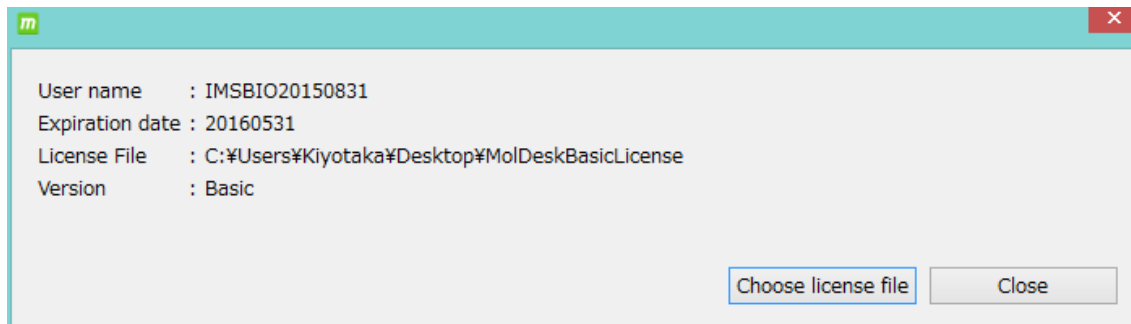 m
User name : IMSBIO20150831
Expiration date : 20160531
License File : C:¥Users¥Kiyotaka¥Desktop¥MolDeskBasicLicense
Version : Basic
Choose license file Close